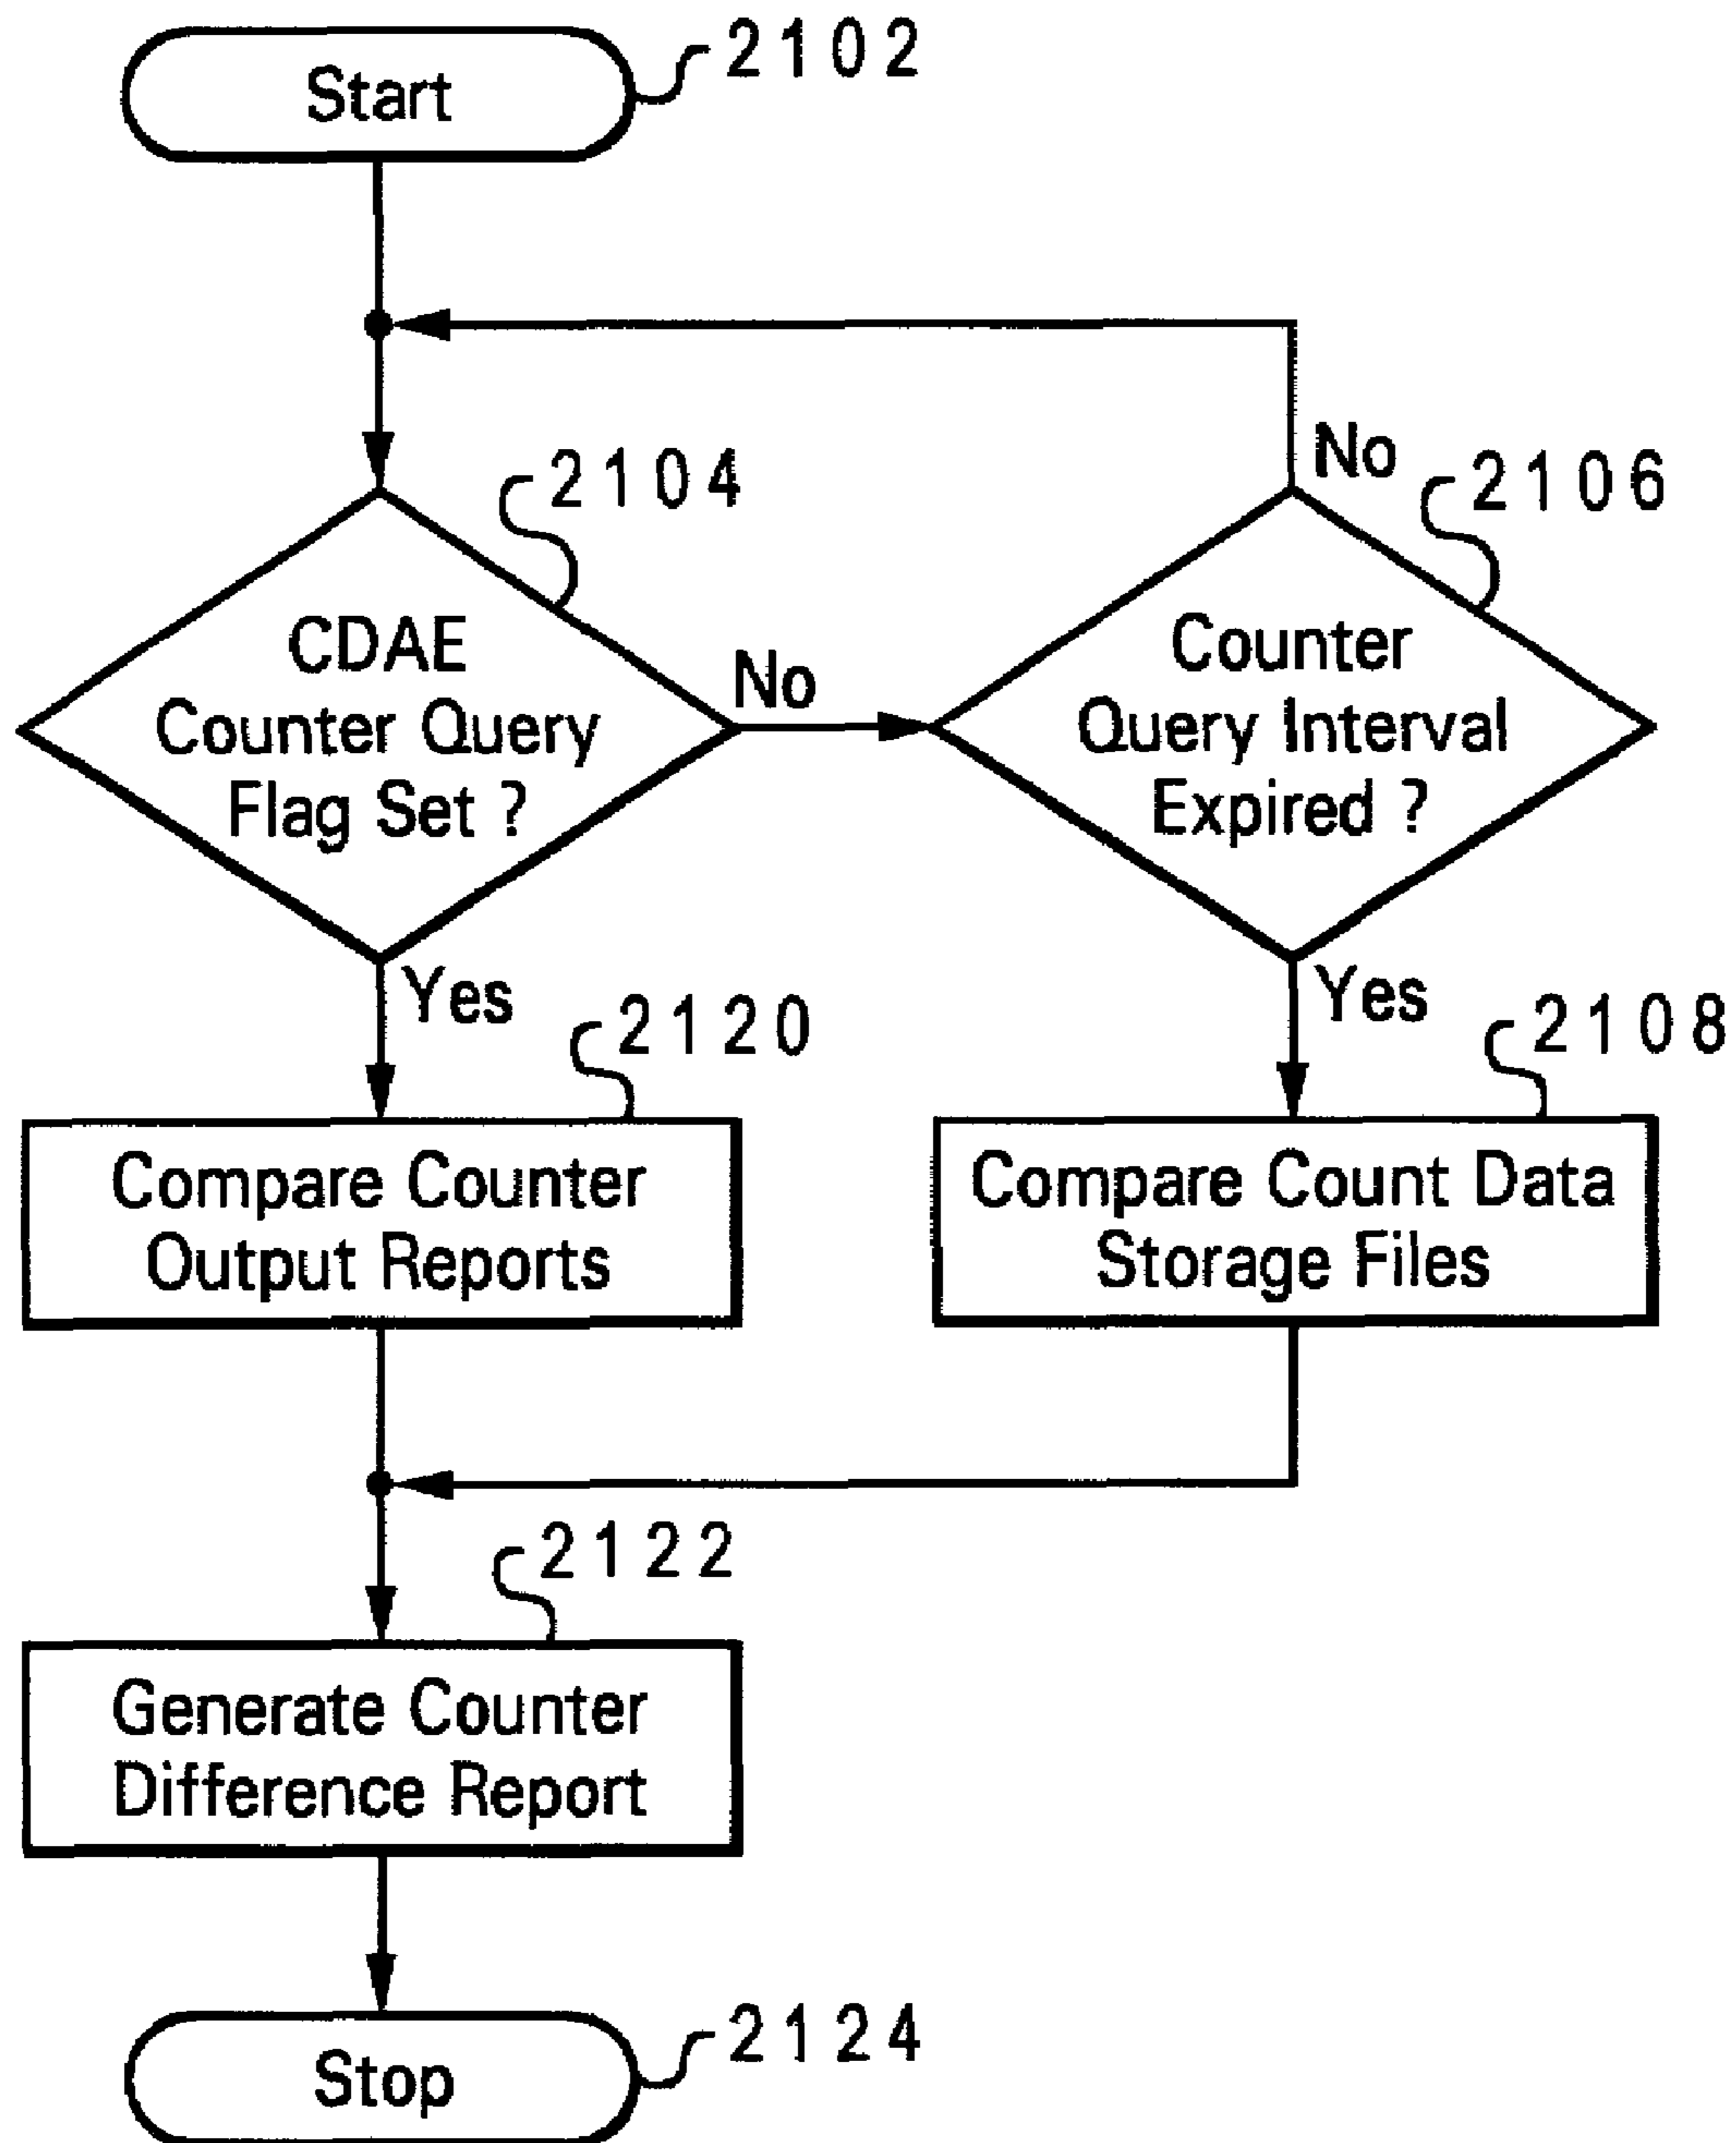 Start
2102
2104
CDAE
Counter Query
Flag Set ?
No
Yes
No
2106
Counter
Query Interval
Expired ?
Yes
2120
Compare Counter
Output Reports
2108
Compare Count Data
Storage Files
2122
Generate Counter
Difference Report
Stop
2124